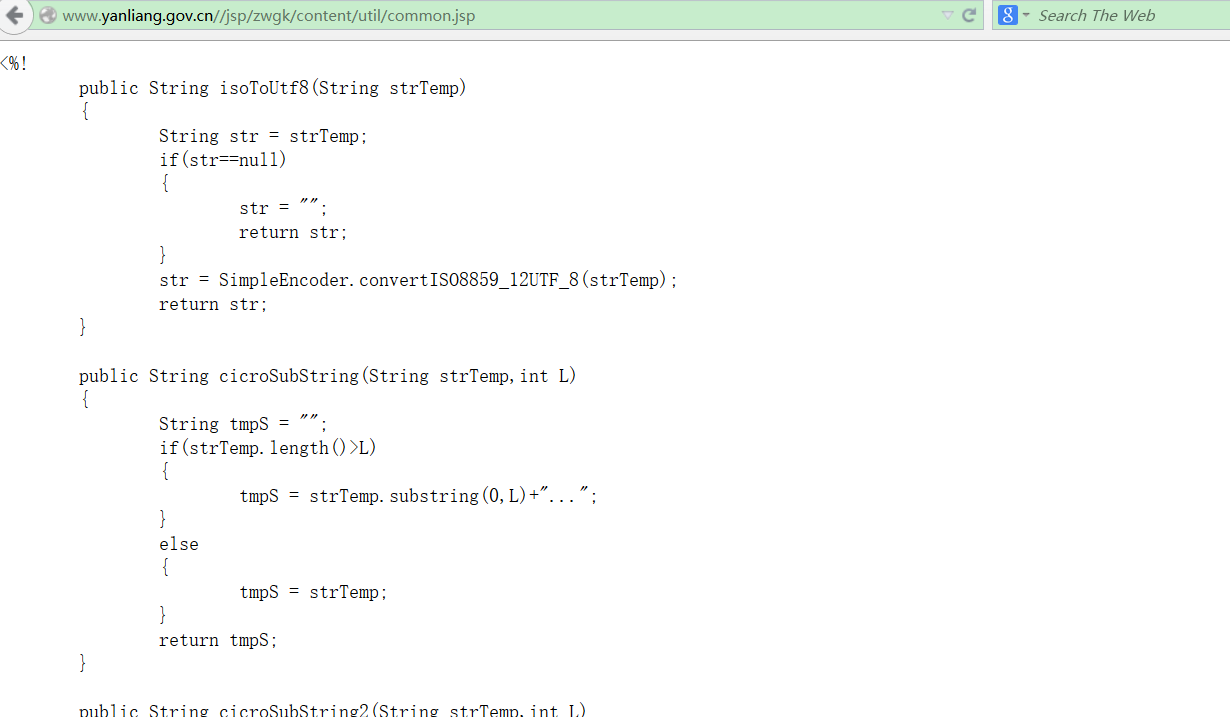 www.yanliang.gov.cn//jsp/zwgk/content/util/common.jsp
8 Search The Web
<%!
public String isoToUtf8(String strTemp)
{
String str = strTemp;
if(str==null)
{
str = "";
return str;
}
str = SimpleEncoder.convertISO8859_12UTF_8(strTemp);
return str;
}
public String cicroSubString(String strTemp,int L)
{
String tmpS = "";
if(strTemp.length()>L)
{
tmpS = strTemp.substring(0,L)+"...";
}
else
{
tmpS = strTemp;
}
return tmpS;
}
public String cicroSubString2(String strTemp,int L)